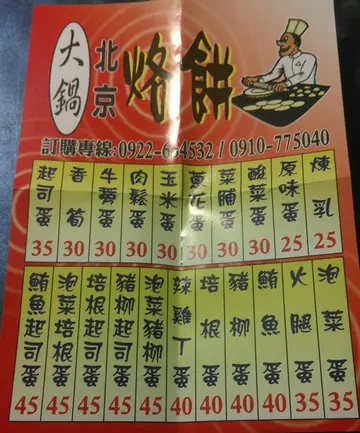 大鍋
北京
烙餅
訂購專線: / 0910-775040
起司蛋
35
香筍蛋
30
牛蒡蛋
30
肉鬆蛋
30
玉米蛋
30
蔥花蛋
30
菜脯蛋
30
酸菜蛋
30
原味蛋
25
煉乳
25
鮪魚起司蛋
45
泡菜培根蛋
45
培根起司蛋
45
豬柳起司蛋
45
泡菜豬柳蛋
45
辣雞丁蛋
40
培根蛋
40
豬柳蛋
40
鮪魚蛋
40
火腿蛋
35
泡菜蛋
35